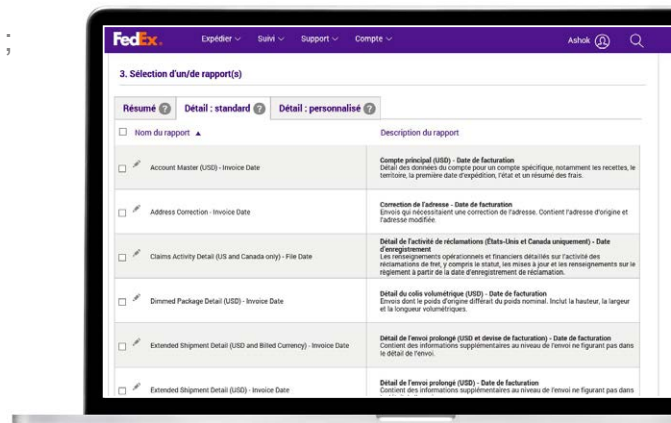 ;
FedEx. Expédier Suivi Support Compte Ashok
3. Sélection d'un/de rapport(s)
Résumé ? Détail : standard ? Détail : personnalisé ?
Nom du rapport ▲ Description du rapport
Account Master (USD) - Invoice Date
Compte principal (USD) - Date de facturation
Détail des données du compte pour un compte spécifique, notamment les recettes, le
territoire, la première date d'expédition, l'état et un résumé des frais.
Address Correction - Invoice Date
Correction de l'adresse - Date de facturation
Envois qui nécessitaient une correction de l'adresse. Contient l'adresse d'origine et
l'adresse modifiée.
Claims Activity Detail (US and Canada only) - File Date
Détail de l'activité de réclamations (États-Unis et Canada uniquement) - Date
d'enregistrement
Les renseignements opérationnels et financiers détaillés sur l'activité des
réclamations de fret, y compris le statut, les mises à jour et les renseignements sur le
règlement à partir de la date d'enregistrement de réclamation.
Dimmed Package Detail (USD) - Invoice Date
Détail du colis volumétrique (USD) - Date de facturation
Envois dont le poids d'origine différait du poids nominal. Inclut la hauteur, la largeur
et la longueur volumétriques.
Extended Shipment Detail (USD and Billed Currency) - Invoice Date
Détail de l'envoi prolongé (USD et devise de facturation) - Date de facturation
Contient des informations supplémentaires au niveau de l'envoi ne figurant pas dans
le détail de l'envoi.
Extended Shipment Detail (USD) - Invoice Date
Détail de l'envoi prolongé (USD) - Date de facturation
Contient des informations supplémentaires au niveau de l'envoi ne figurant pas dans